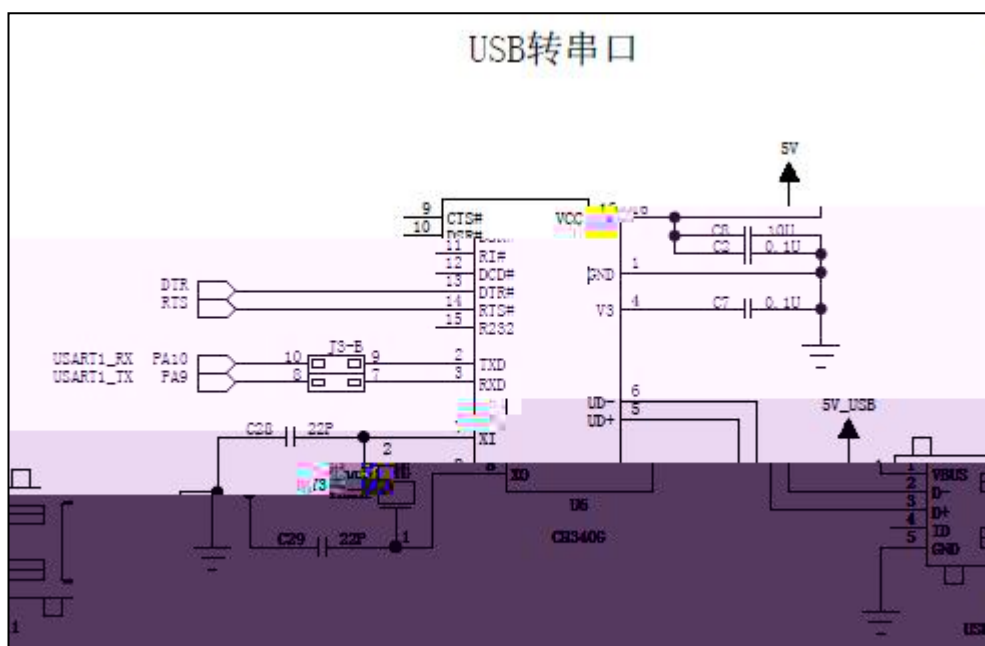 USB转串口
5V
9 CTS# VCC
10
C8 10U
11
C2 0.1U
12 RI#
DCD# GND 1
DTR 13 DTR#
RTS 14 RTS# V3 4 C7 0.1U
15 R232
J3-B
USART1_RX PA10 10 9 2 TXD
USART1_TX PA9 8 7 3 RXD
UD- 6
UD+ 5 5V_USB
C28 22P XI
2
XO
1 VBUS
2 D-
U6 3 D+
C29 22P 1 CH340G 4 ID
5 GND
1